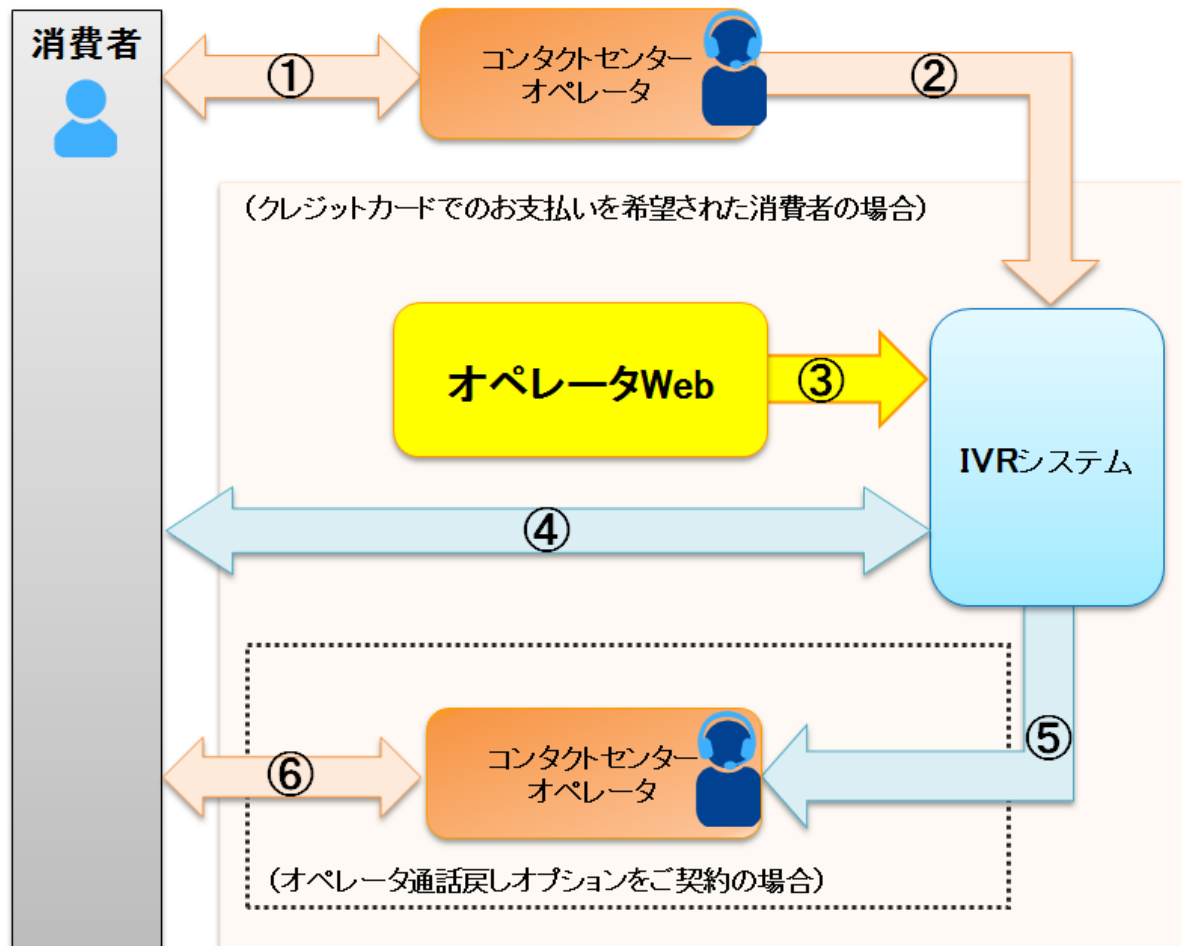 消費者
①
コンタクトセンター
オペレータ
②
(クレジットカードでのお支払いを希望された消費者の場合)
オペレータWeb
③
IVRシステム
④
⑤
コンタクトセンター
オペレータ
⑥
(オペレータ通話戻しオプションをご契約の場合)